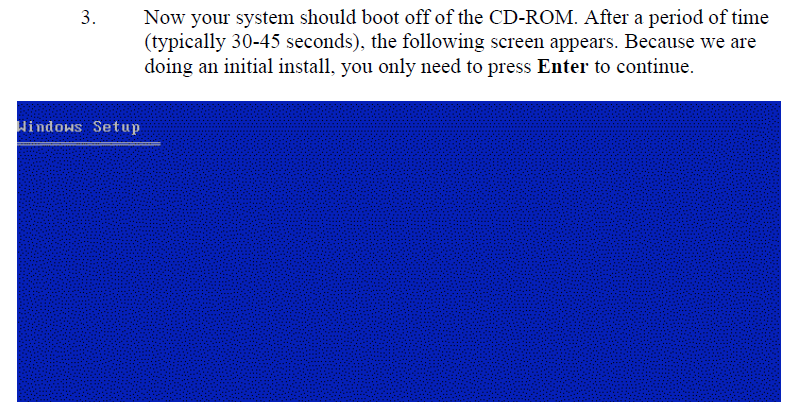 3. Now your system should boot off of the CD-ROM. After a period of time
(typically 30-45 seconds), the following screen appears. Because we are
doing an initial install, you only need to press Enter to continue.
Windows Setup